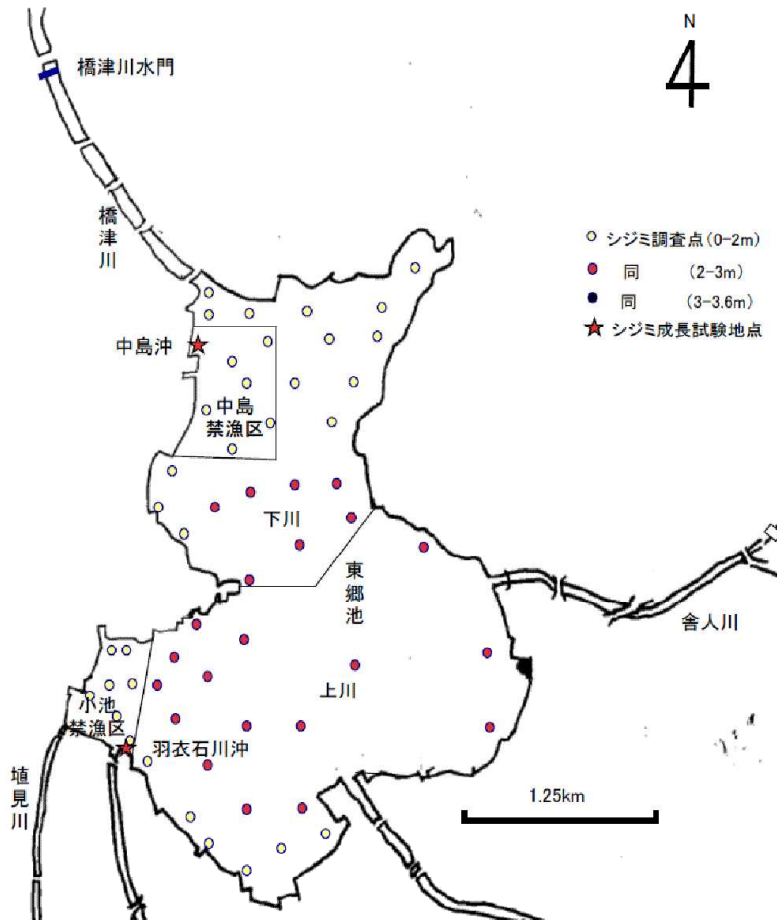 N
橋津川水門
橋津川
シジミ調査点(0-2m)
同 (2-3m)
同 (3-3.6m)
シジミ成長試験地点
中島沖
中島
禁漁区
下川
東郷池
舎人川
上川
小池
禁漁区
羽衣石川沖
埴見川
1.25km